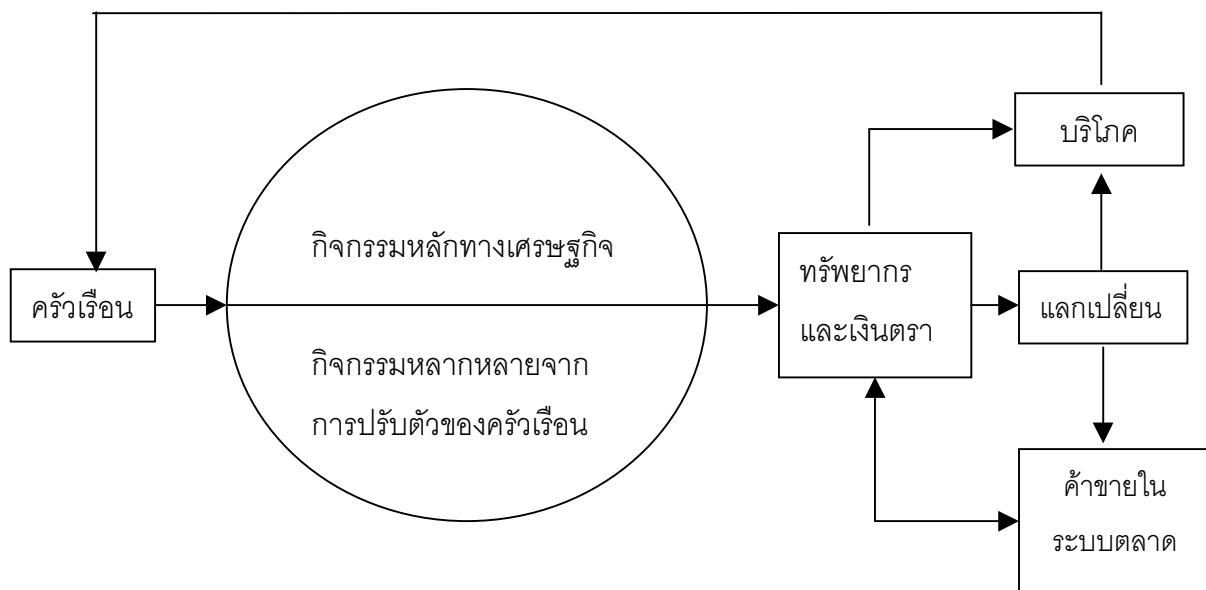 บริโภค
กิจกรรมหลักทางเศรษฐกิจ
ครัวเรือน
ทรัพยากร
และเงินตรา
แลกเปลี่ยน
กิจกรรมหลากหลายจาก
การปรับตัวของครัวเรือน
ค้าขายใน
ระบบตลาด